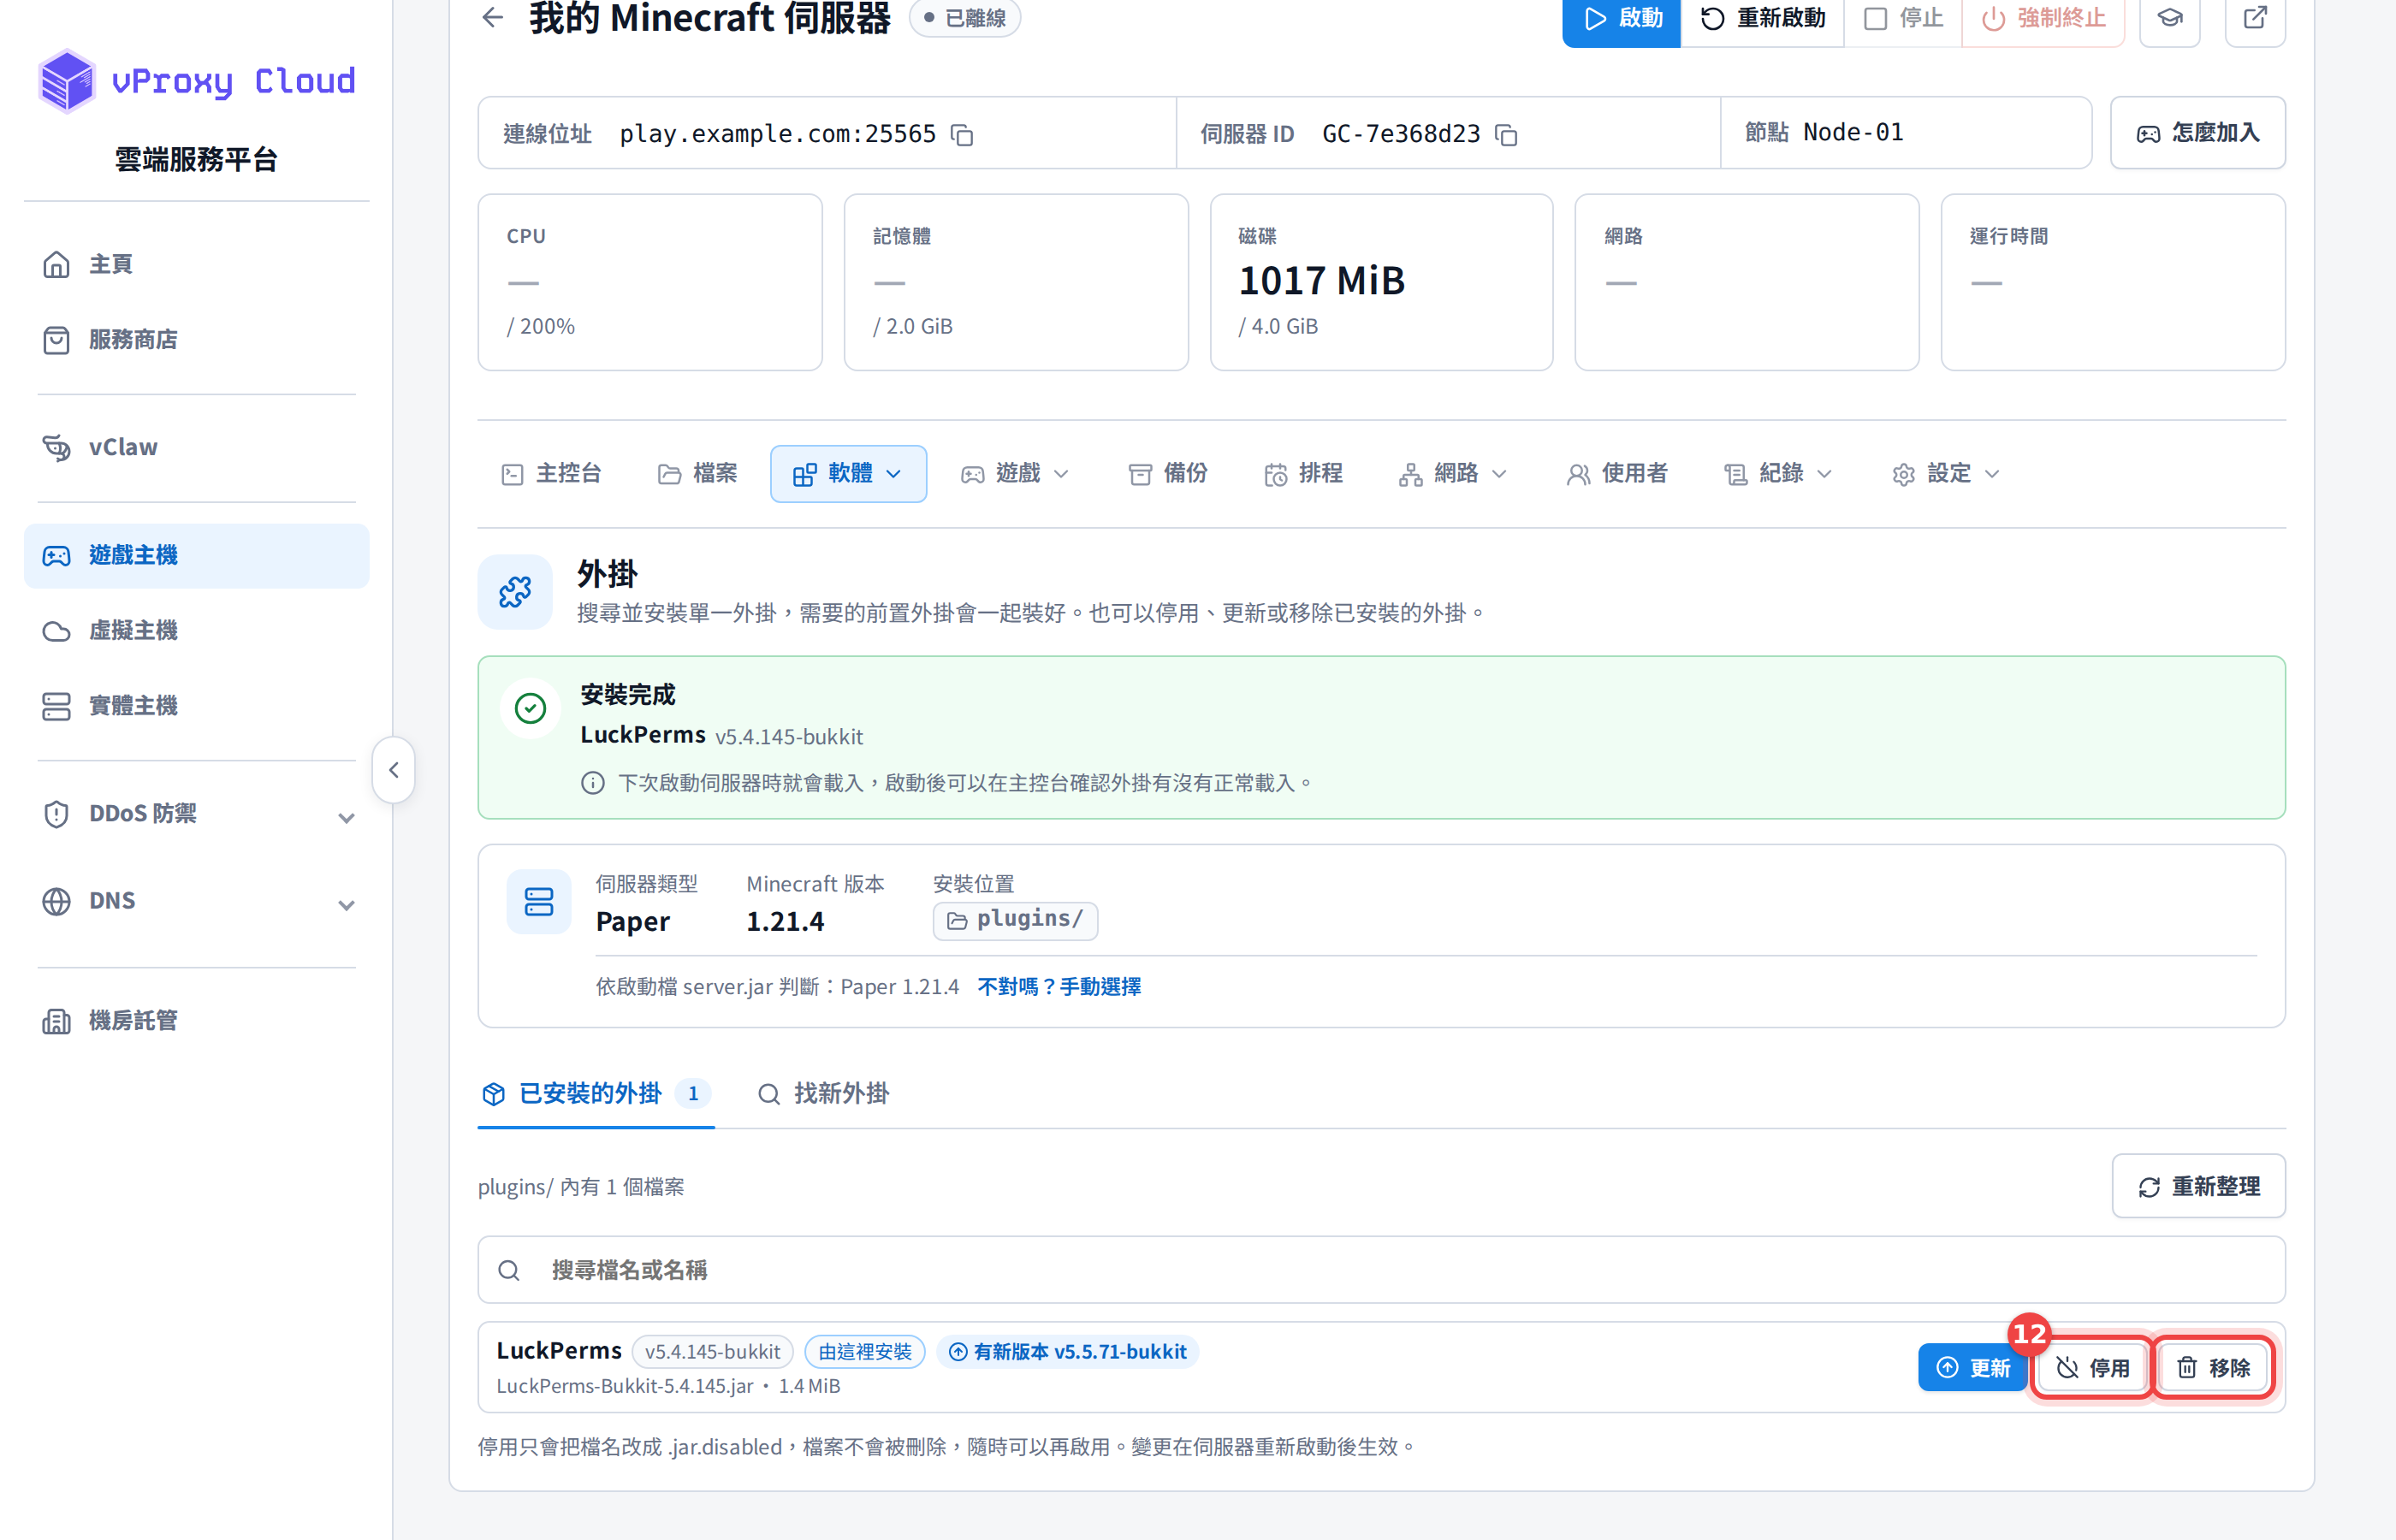 vProxy Cloud
雲端服務平台
主頁
服務商店
vClaw
遊戲主機
虛擬主機
實體主機
DDoS 防禦
DNS
機房託管
我的 Minecraft 伺服器 已離線
啟動 重新啟動 停止 強制終止
連線位址 play.example.com:25565 伺服器 ID GC-7e368d23 節點 Node-01 怎麼加入
CPU 記憶體 磁碟 網路 運行時間
— — 1017 MiB — —
/ 200% / 2.0 GiB / 4.0 GiB
主控台 檔案 軟體 遊戲 備份 排程 網路 使用者 紀錄 設定
外掛
搜尋並安裝單一外掛，需要的前置外掛會一起裝好。也可以停用、更新或移除已安裝的外掛。
安裝完成
LuckPerms v5.4.145-bukkit
下次啟動伺服器時就會載入，啟動後可以在主控台確認外掛有沒有正常載入。
伺服器類型 Minecraft 版本 安裝位置
Paper 1.21.4 plugins/
依啟動檔 server.jar 判斷：Paper 1.21.4 不對嗎？手動選擇
已安裝的外掛 1 找新外掛
plugins/ 內有 1 個檔案 重新整理
搜尋檔名或名稱
LuckPerms v5.4.145-bukkit 由這裡安裝 有新版本 v5.5.71-bukkit
LuckPerms-Bukkit-5.4.145.jar • 1.4 MiB
12
更新 停用 移除
停用只會把檔名改成 .jar.disabled，檔案不會被刪除，隨時可以再啟用。變更在伺服器重新啟動後生效。